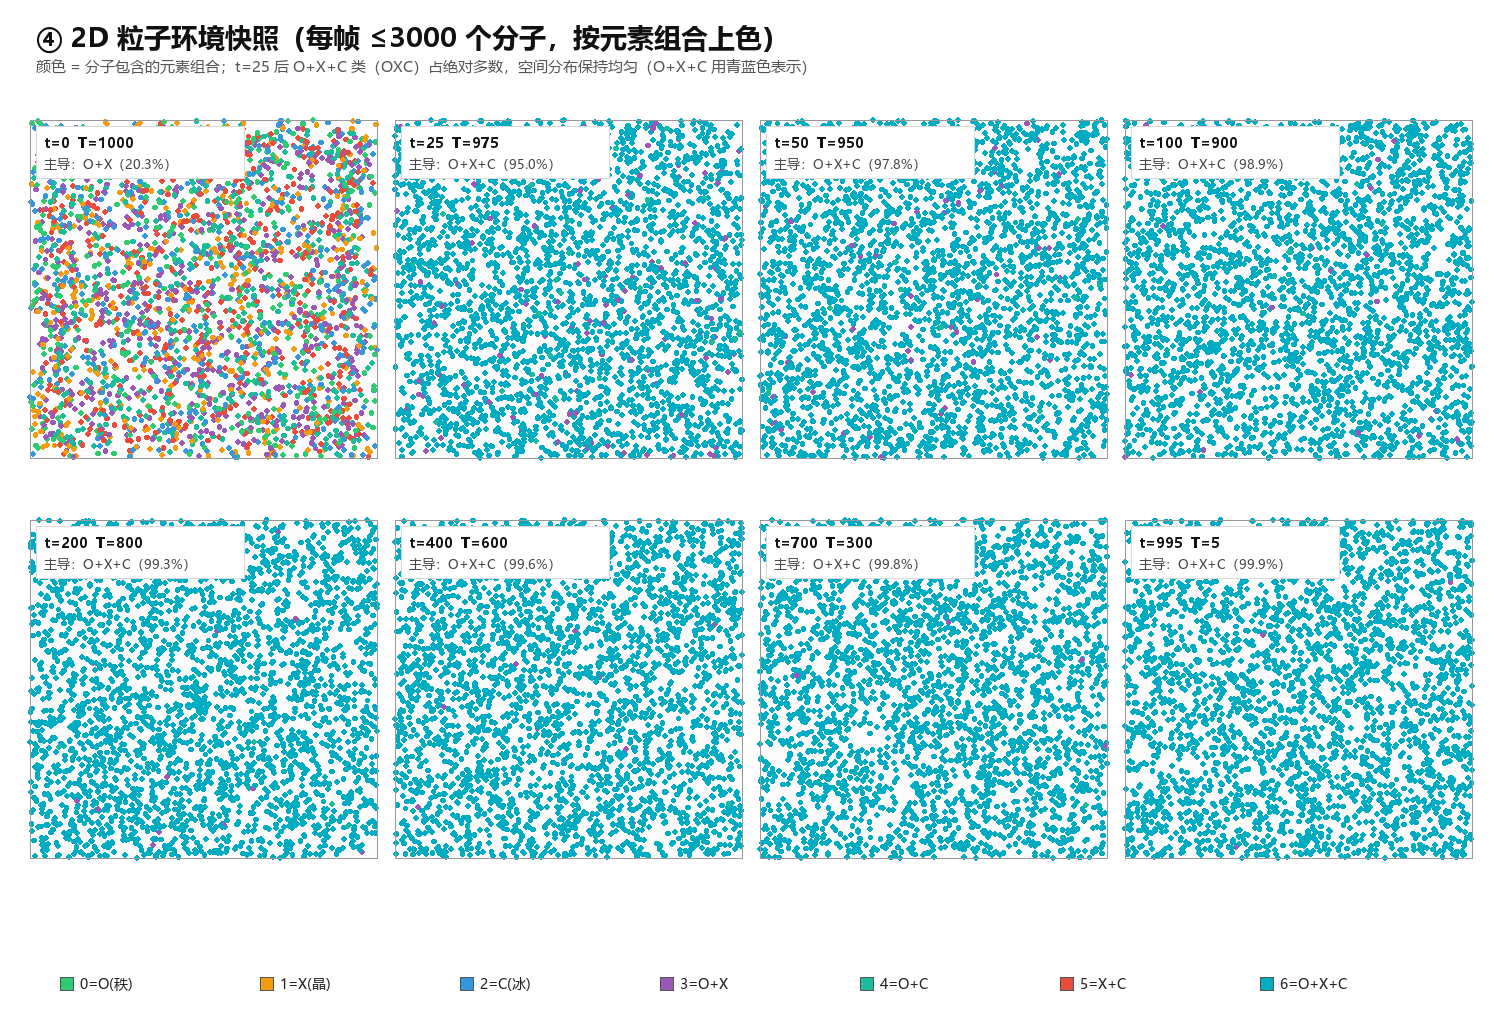 ④ 2D 粒子环境快照（每帧 ≤3000 个分子，按元素组合上色）
颜色 = 分子包含的元素组合；t=25 后 O+X+C 类（OXC）占绝对多数，空间分布保持均匀（O+X+C 用青蓝色表示）
t=0 T=1000
主导：O+X（20.3%）
t=25 T=975
主导：O+X+C（95.0%）
t=50 T=950
主导：O+X+C（97.8%）
t=100 T=900
主导：O+X+C（98.9%）
t=200 T=800
主导：O+X+C（99.3%）
t=400 T=600
主导：O+X+C（99.6%）
t=700 T=300
主导：O+X+C（99.8%）
t=995 T=5
主导：O+X+C（99.9%）
0=O(秩)
1=X(晶)
2=C(冰)
3=O+X
4=O+C
5=X+C
6=O+X+C